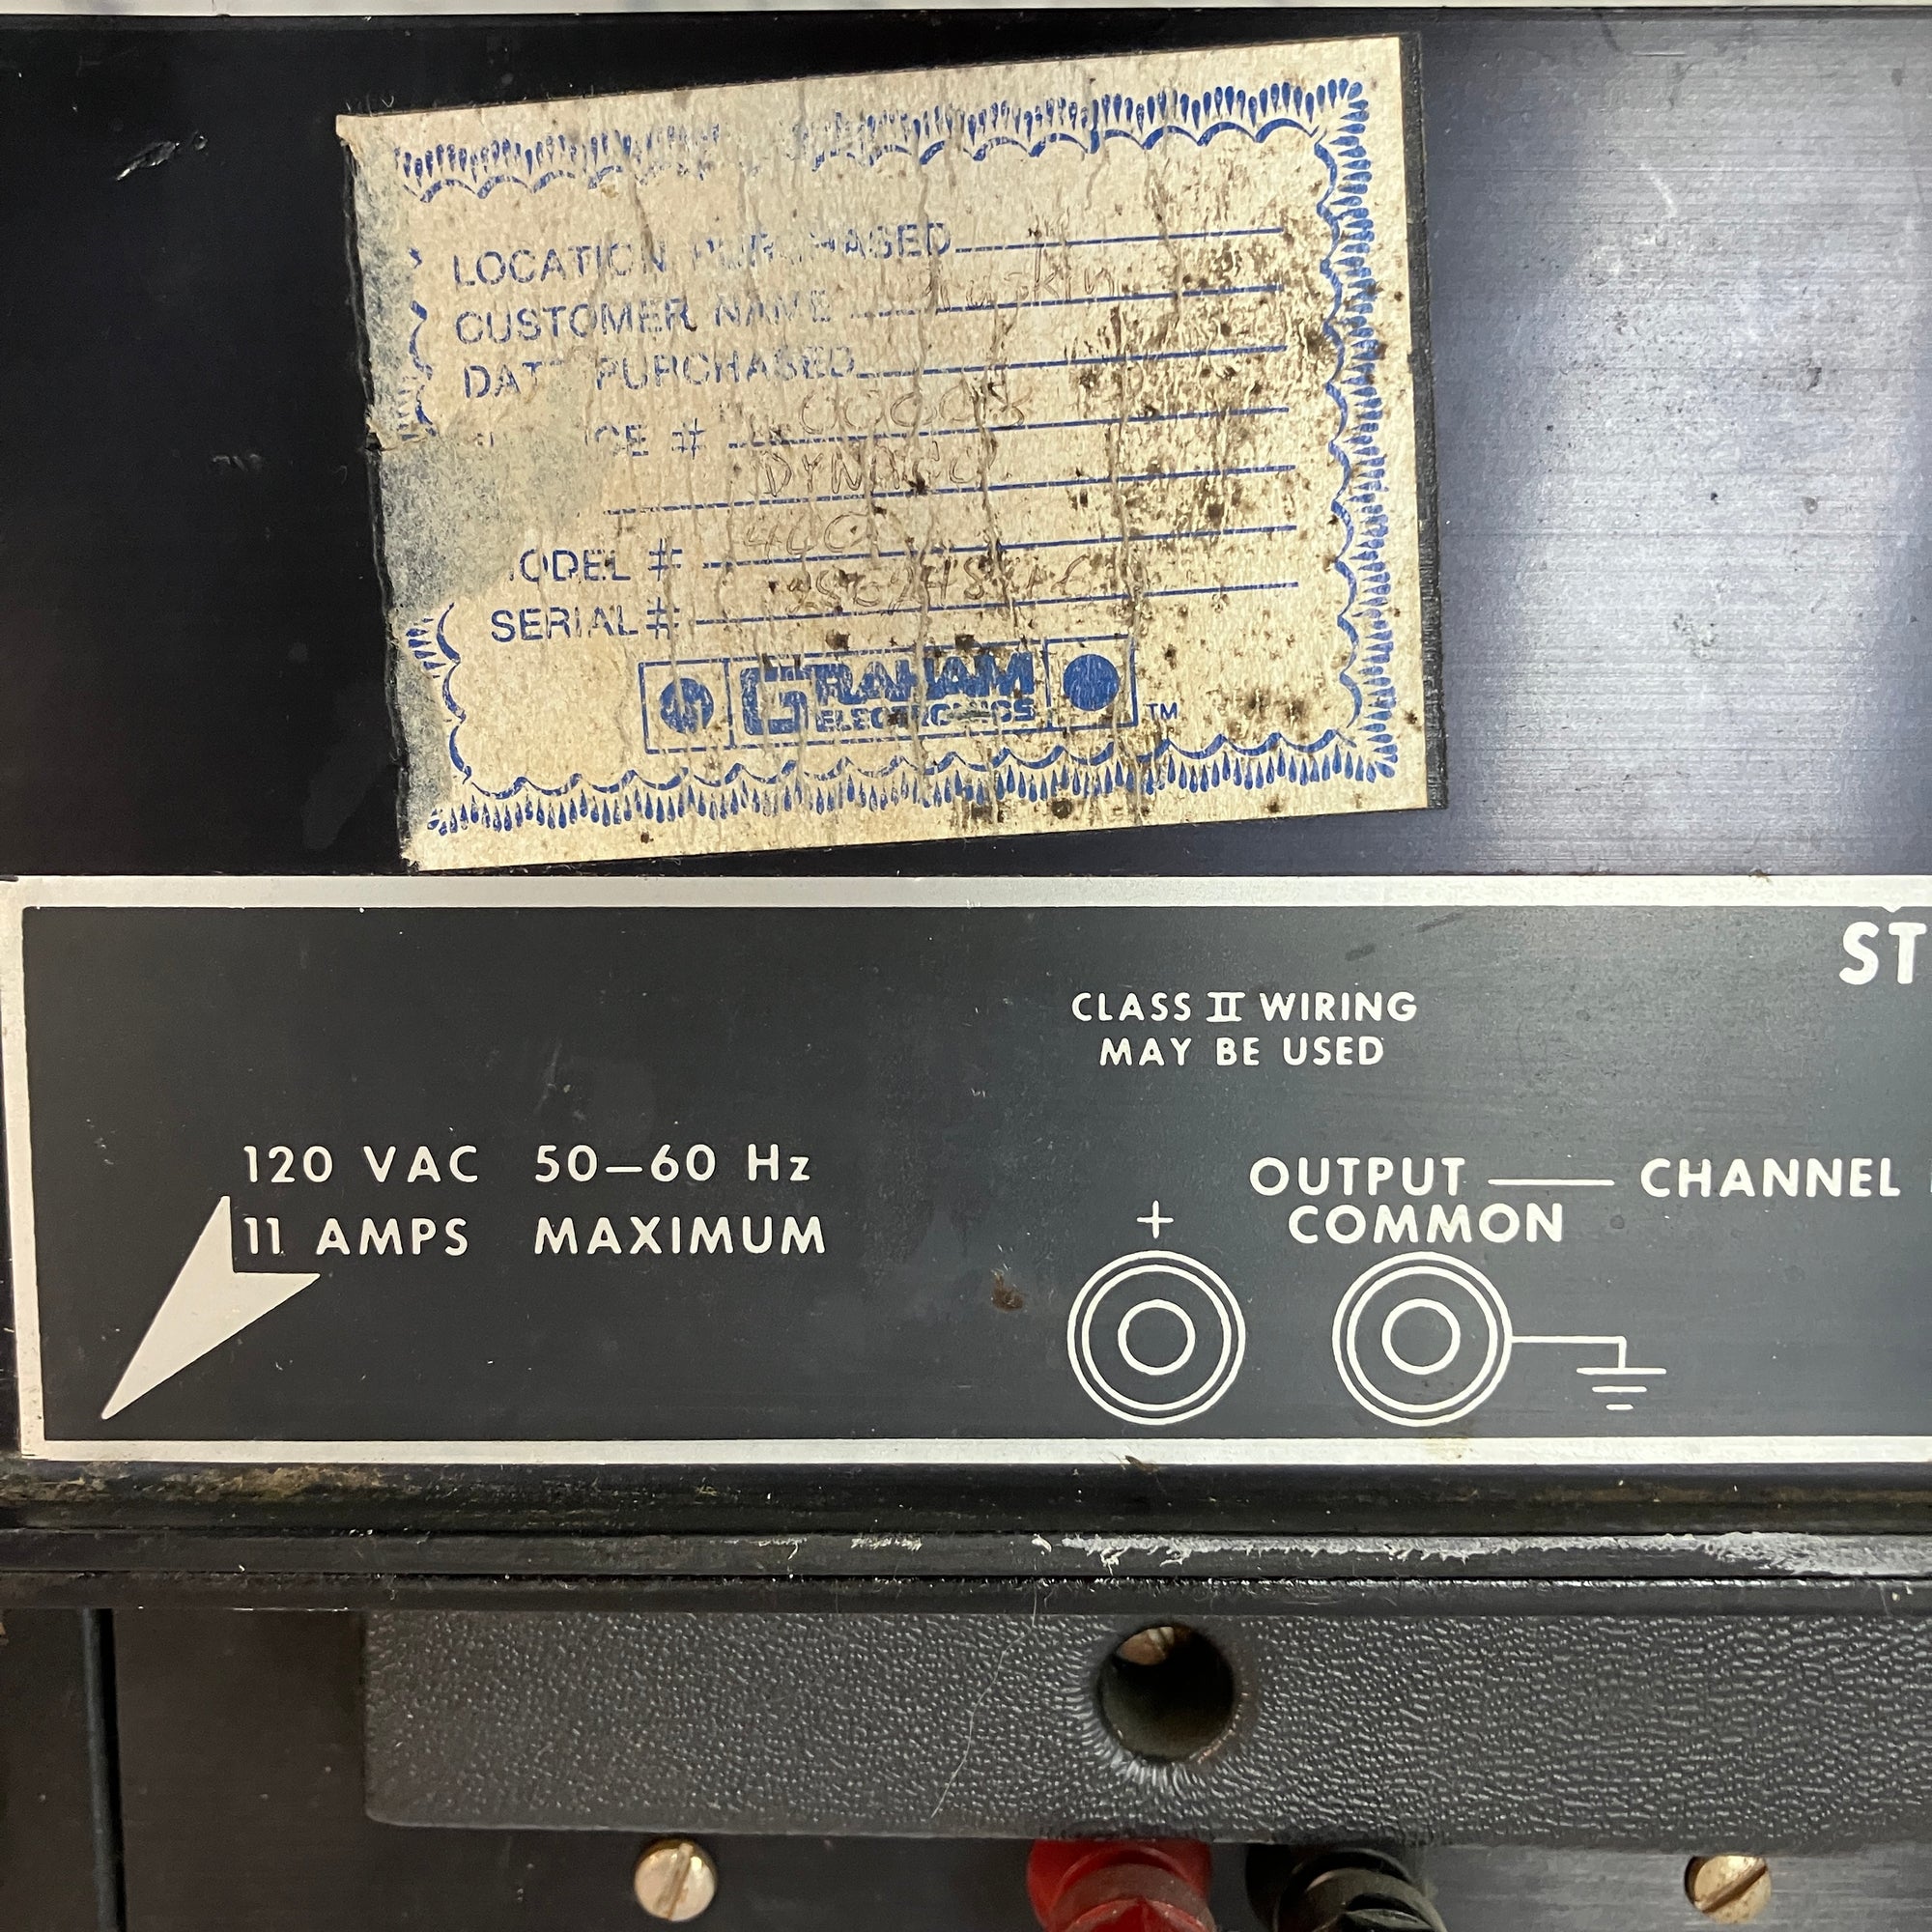 LOCATION PURCHASED
CUSTOMER NAME
DATE PURCHASED
#
DYNACO
MODEL # 400
SERIAL #
GRAHAM
ELECTRONICS TM
ST
CLASS II WIRING
MAY BE USED
120 VAC 50–60 Hz
11 AMPS MAXIMUM
OUTPUT — CHANNEL
+ COMMON